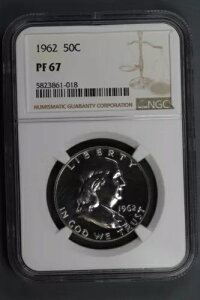 1962 50C
PF 67
5823861-018
NUMISMATIC GUARANTY CORPORATION
NGC
LIBERTY
1962
IN GOD WE TRUST